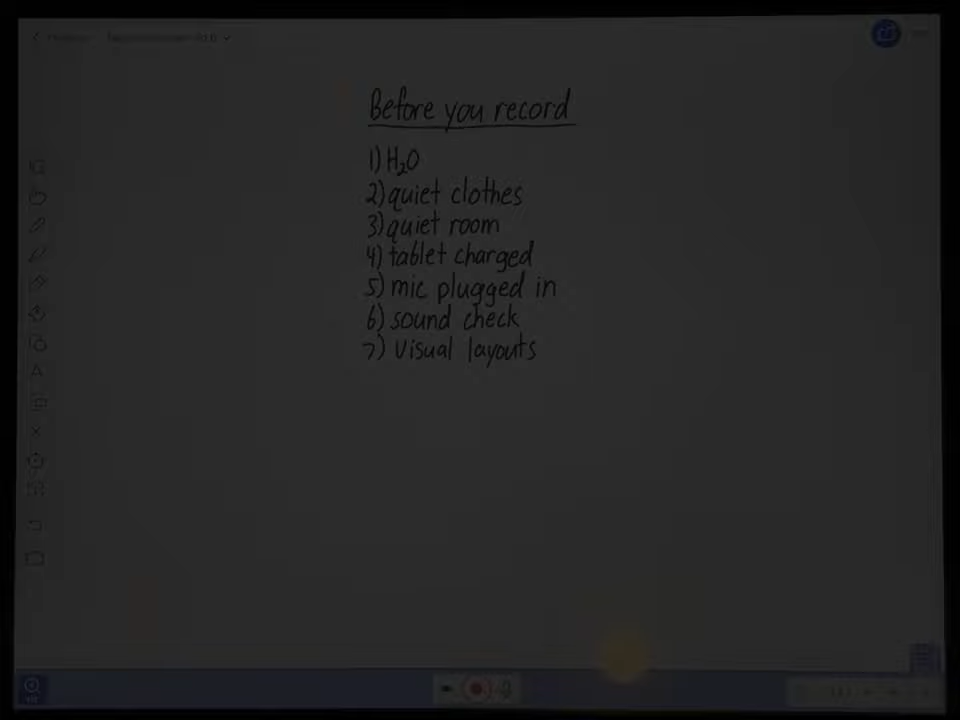 Before you record
1) H₂O
2) quiet clothes
3) quiet room
4) tablet charged
5) mic plugged in
6) sound check
7) visual layouts